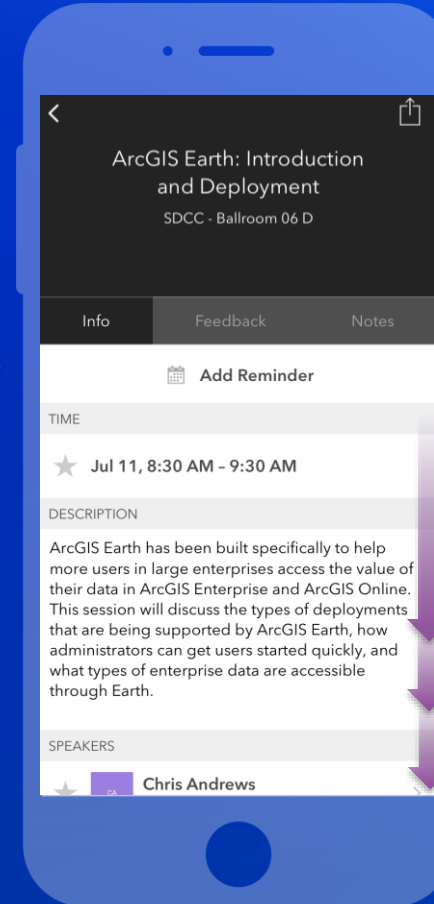 ArcGIS Earth: Introduction
and Deployment
SDCC - Ballroom 06 D
Info Feedback Notes
Add Reminder
TIME
Jul 11, 8:30 AM – 9:30 AM
DESCRIPTION
ArcGIS Earth has been built specifically to help
more users in large enterprises access the value of
their data in ArcGIS Enterprise and ArcGIS Online.
This session will discuss the types of deployments
that are being supported by ArcGIS Earth, how
administrators can get users started quickly, and
what types of enterprise data are accessible
through Earth.
SPEAKERS
CA
Chris Andrews